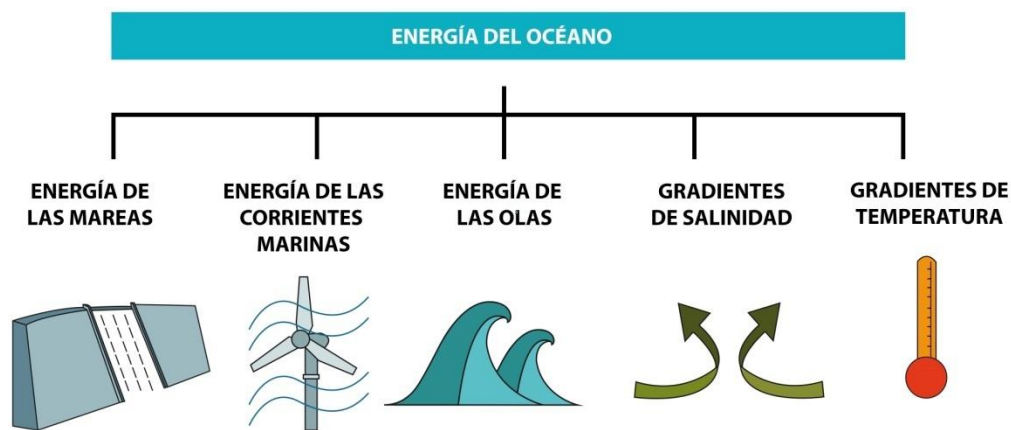 ENERGÍA DEL OCÉANO
ENERGÍA DE
LAS MAREAS
ENERGÍA DE LAS
CORRIENTES
MARINAS
ENERGÍA DE
LAS OLAS
GRADIENTES
DE SALINIDAD
GRADIENTES DE
TEMPERATURA